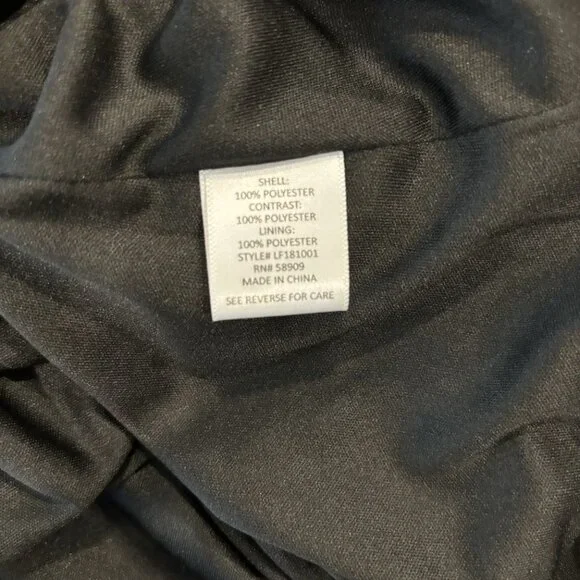 SHELL:
100% POLYESTER
CONTRAST:
100% POLYESTER
LINING:
100% POLYESTER
STYLE# LF181001
RN# 58909
MADE IN CHINA
SEE REVERSE FOR CARE